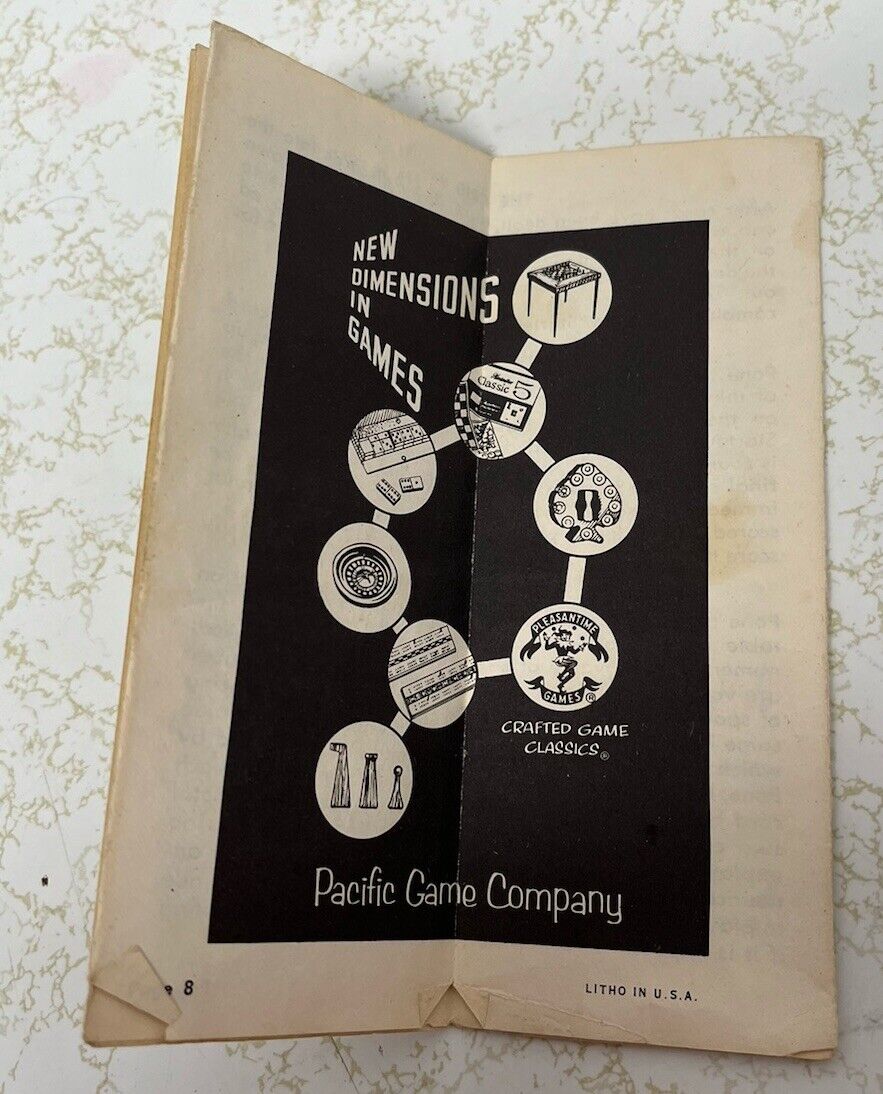 NEW
DIMENSIONS
IN
GAMES
Classic 5
PLEASANTIME
GAMES ®
CRAFTED GAME
CLASSICS®
Pacific Game Company
8
LITHO IN U.S.A.